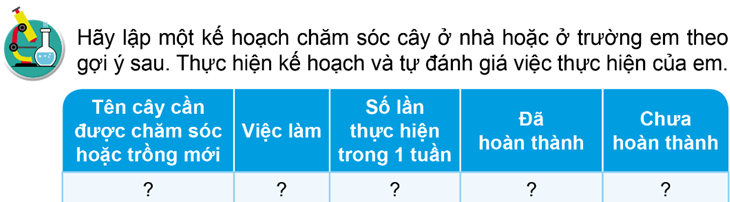 Hãy lập một kế hoạch chăm sóc cây ở nhà hoặc ở trường em theo
gợi ý sau. Thực hiện kế hoạch và tự đánh giá việc thực hiện của em.
Tên cây cần
được chăm sóc
hoặc trồng mới
Việc làm
Số lần
thực hiện
trong 1 tuần
Đã
hoàn thành
Chưa
hoàn thành
? ? ? ? ?